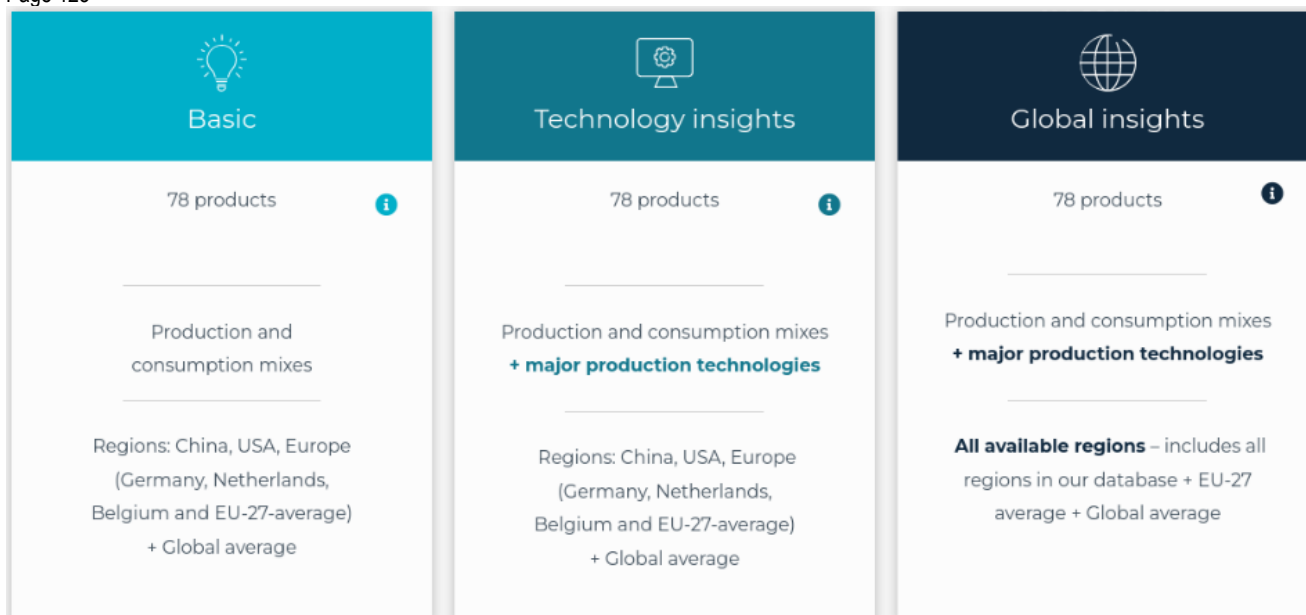 Basic
78 products
Production and
consumption mixes
Regions: China, USA, Europe
(Germany, Netherlands,
Belgium and EU-27-average)
+ Global average
Technology insights
78 products
Production and consumption mixes
+ major production technologies
Regions: China, USA, Europe
(Germany, Netherlands,
Belgium and EU-27-average)
+ Global average
Global insights
78 products
Production and consumption mixes
+ major production technologies
All available regions – includes all
regions in our database + EU-27
average + Global average